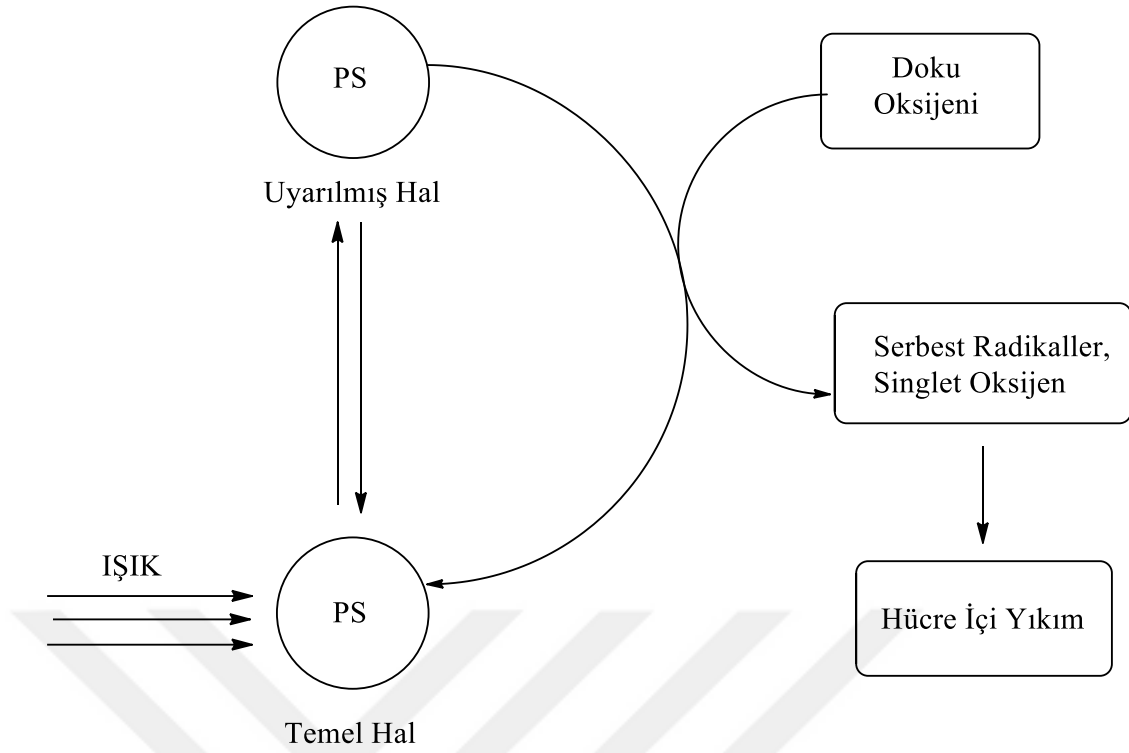 PS
Uyarılmış Hal
Doku
Oksijeni
Serbest Radikaller,
Singlet Oksijen
IŞIK
PS
Temel Hal
Hücre İçi Yıkım